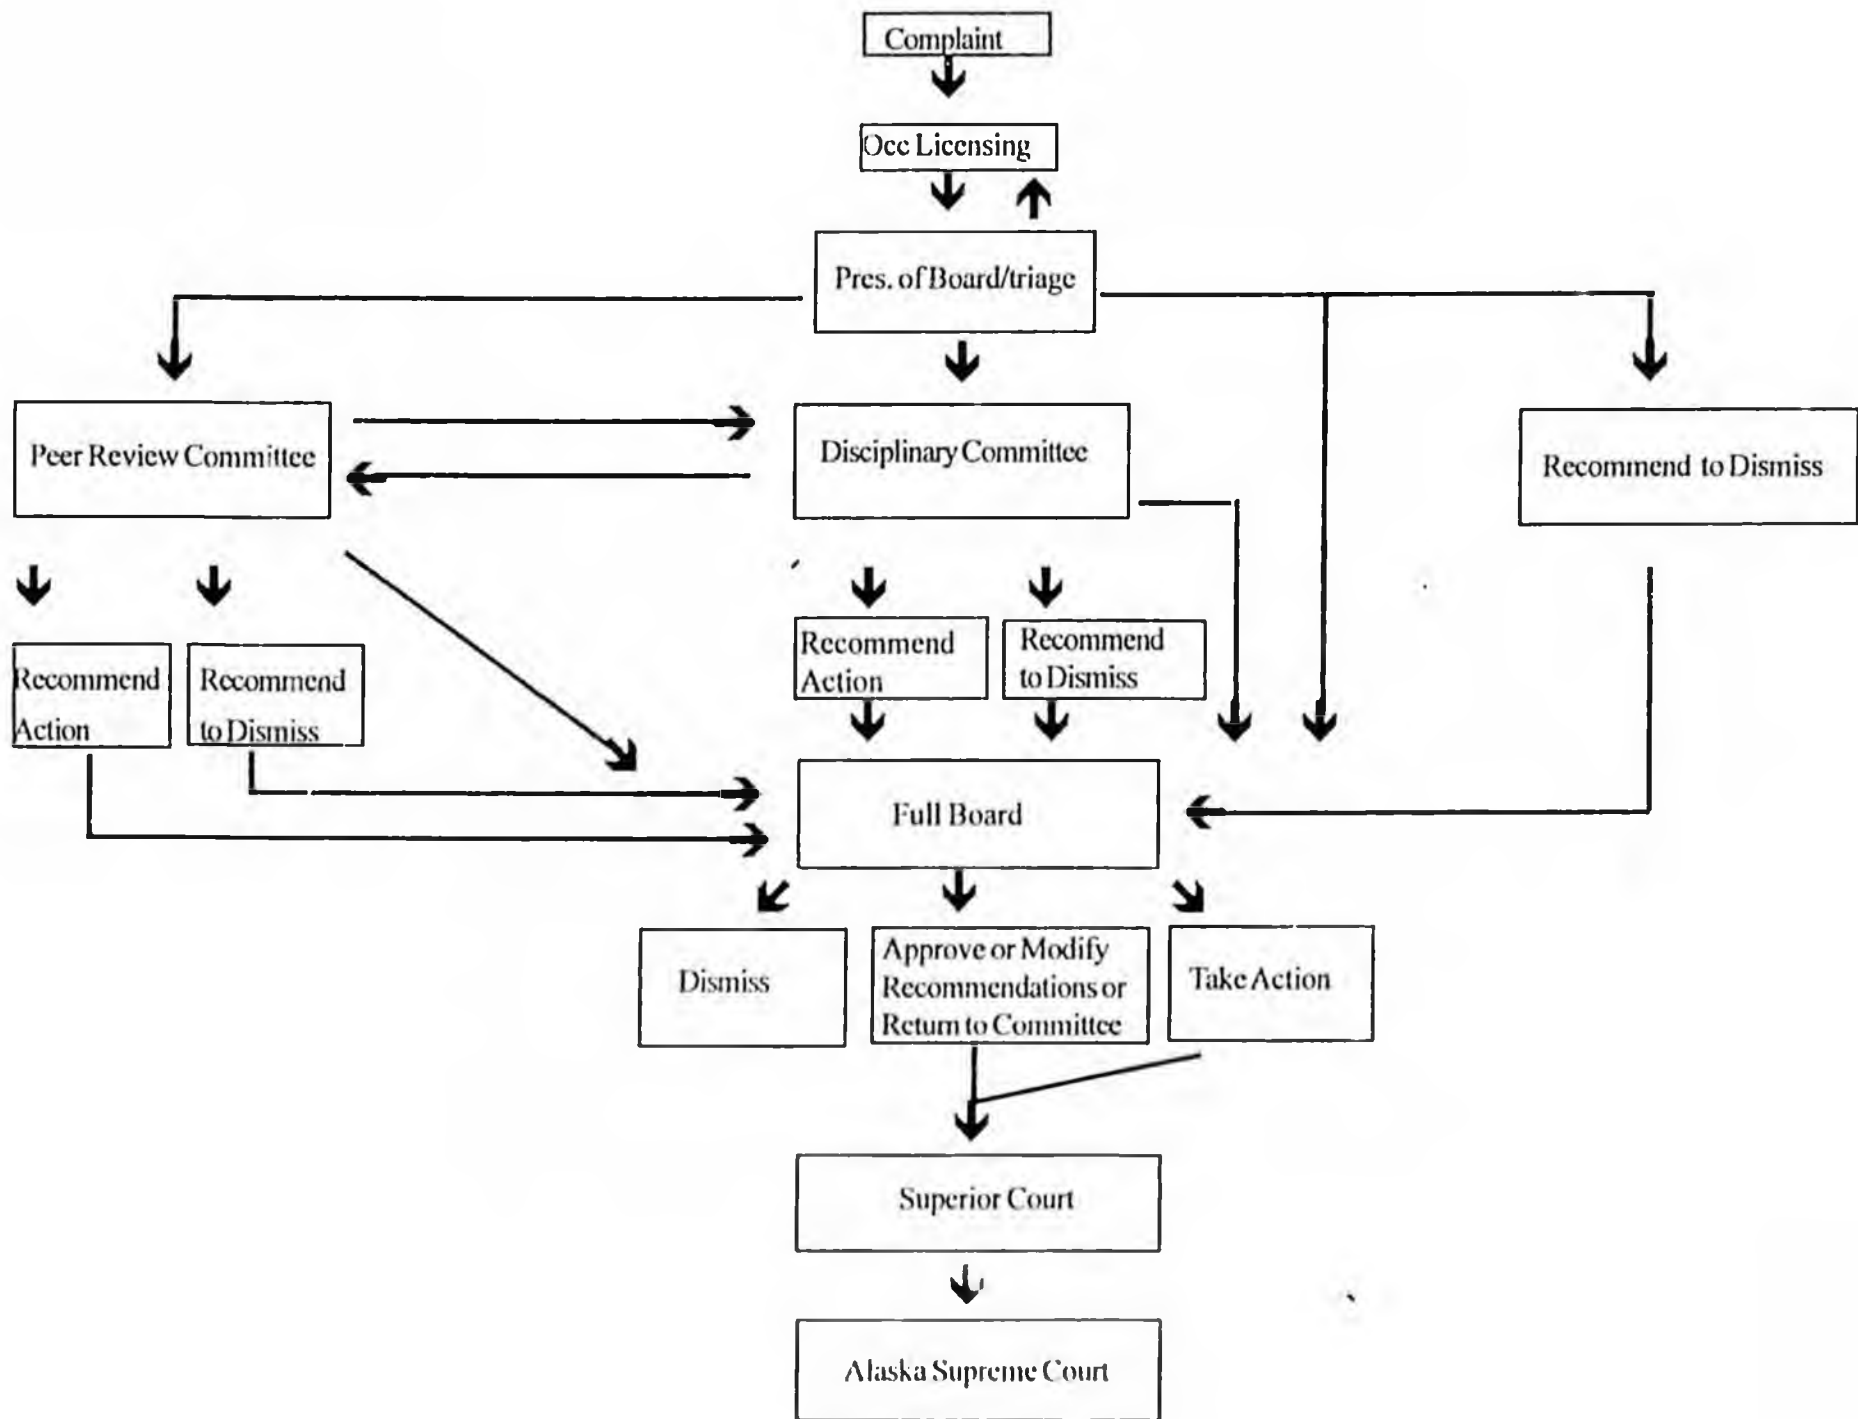 Complaint
Occ Licensing
Pres. of Board/triage
Peer Review Committee
Disciplinary Committee
Recommend to Dismiss
Recommend
Action
Recommend
to Dismiss
Recommend
Action
Recommend
to Dismiss
Full Board
Dismiss
Approve or Modify
Recommendations or
Return to Committee
Take Action
Superior Court
Alaska Supreme Court